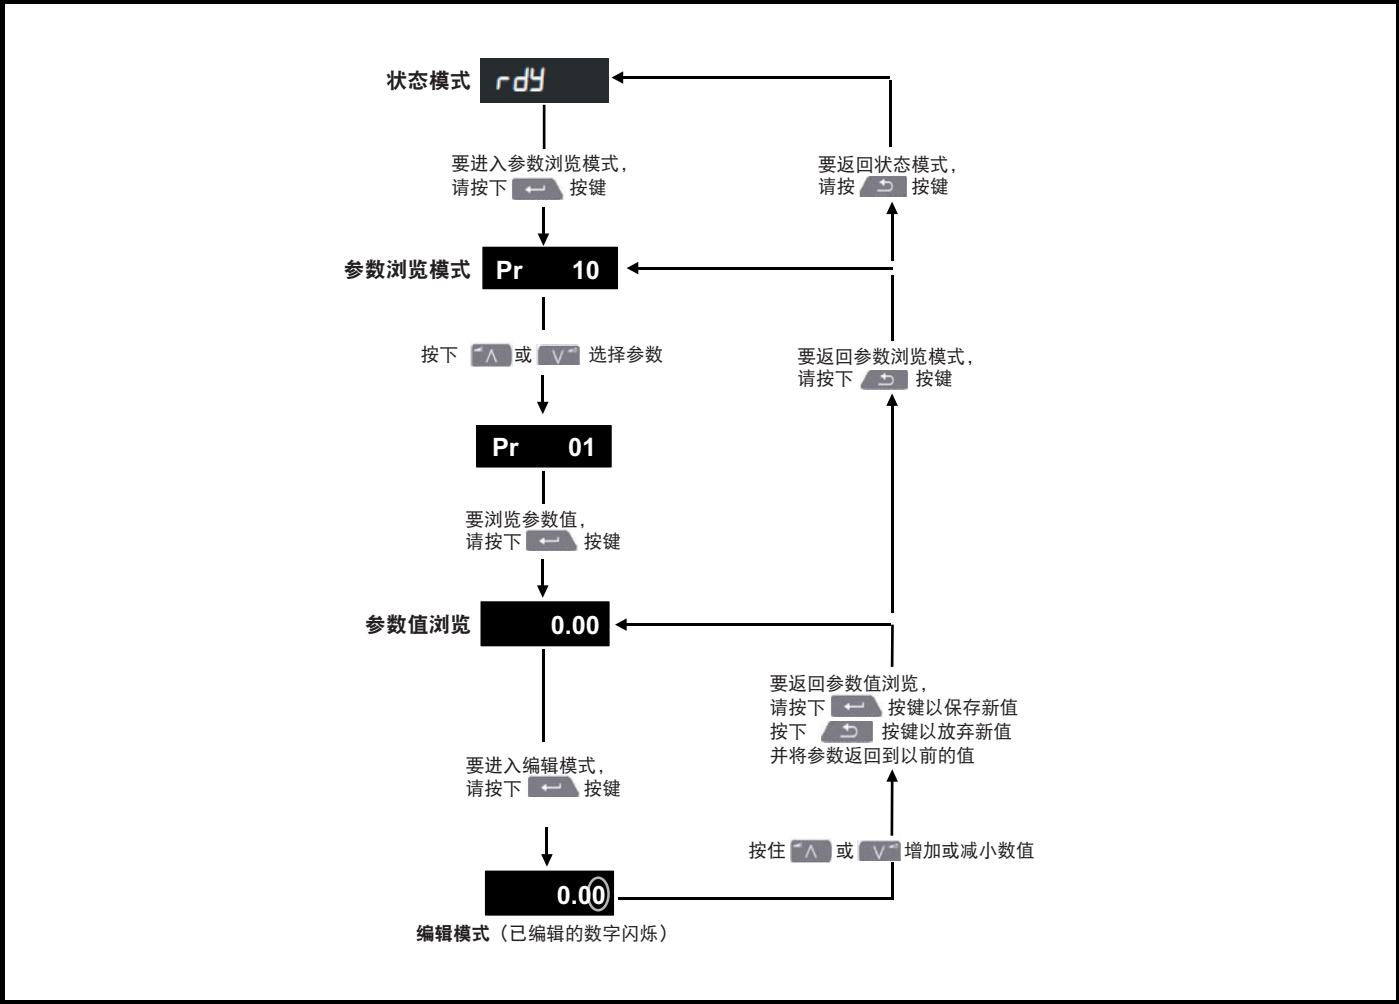 状态模式
rdy
要进入参数浏览模式，
请按下 按键
要返回状态模式，
请按 按键
参数浏览模式
Pr 10
按下 或 选择参数
要返回参数浏览模式，
请按下 按键
Pr 01
要浏览参数值，
请按下 按键
参数值浏览
0.00
要返回参数值浏览，
请按下 按键以保存新值
按下 按键以放弃新值
并将参数返回到以前的值
要进入编辑模式，
请按下 按键
按住 或 增加或减小数值
0.00
编辑模式（已编辑的数字闪烁）